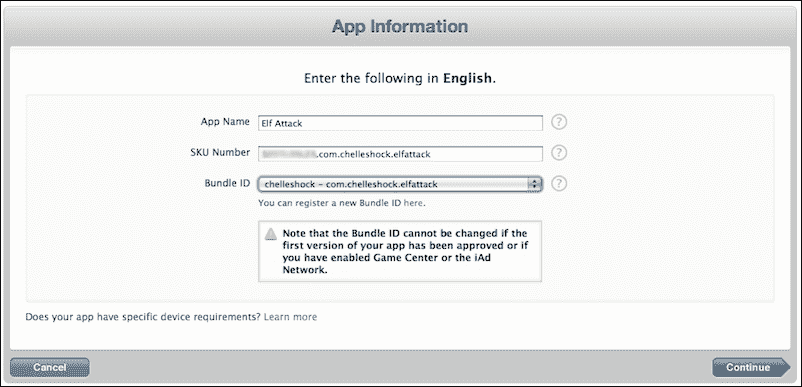 App Information
Enter the following in English.
App Name
Elf Attack
?
SKU Number
.com.chelleshock.elfattack
?
Bundle ID
chelleshock - com.chelleshock.elfattack
?
You can register a new Bundle ID here.
Note that the Bundle ID cannot be changed if the
first version of your app has been approved or if
you have enabled Game Center or the iAd
Network.
Does your app have specific device requirements? Learn more
Cancel
Continue